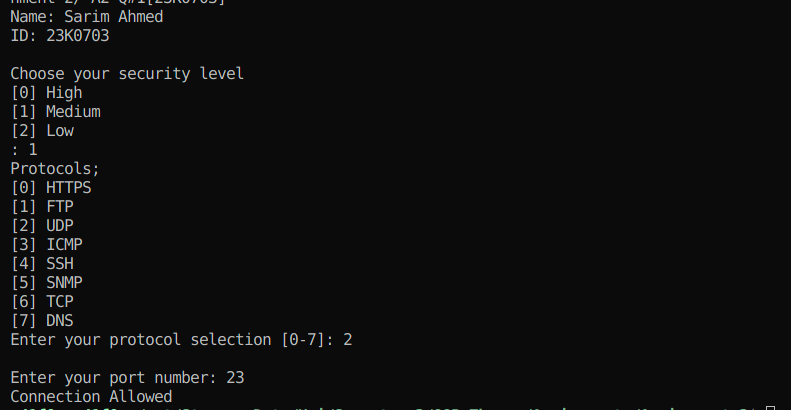 Name: Sarim Ahmed
ID: 23K0703
Choose your security level
[0] High
[1] Medium
[2] Low
: 1
Protocols;
[0] HTTPS
[1] FTP
[2] UDP
[3] ICMP
[4] SSH
[5] SNMP
[6] TCP
[7] DNS
Enter your protocol selection [0-7]: 2
Enter your port number: 23
Connection Allowed